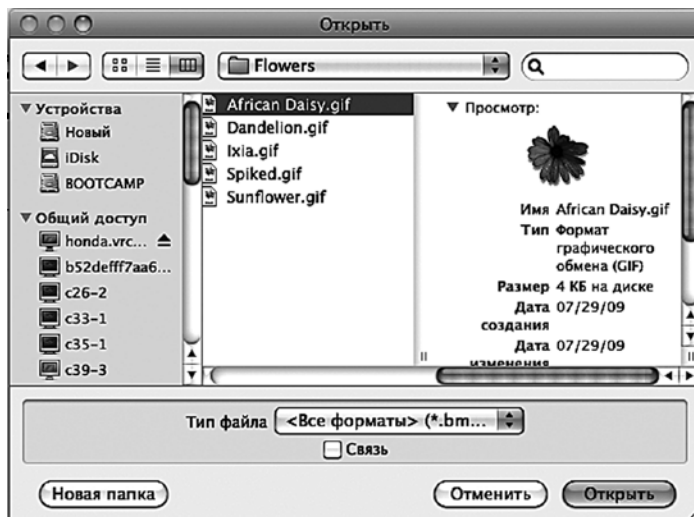 Открыть
Flowers
Устройства
Новый
iDisk
BOOTCAMP
Общий доступ
honda.vrc...
b52defff7aa6...
c26-2
c33-1
c35-1
c39-3
African Daisy.gif
Dandelion.gif
Ixia.gif
Spiked.gif
Sunflower.gif
Просмотр:
Имя African Daisy.gif
Тип Формат
графического
обмена (GIF)
Размер 4 КБ на диске
Дата 07/29/09
создания
Дата 07/29/09
изменения
Тип файла <Все форматы> (*.bm...
Связь
Новая папка
Отменить
Открыть